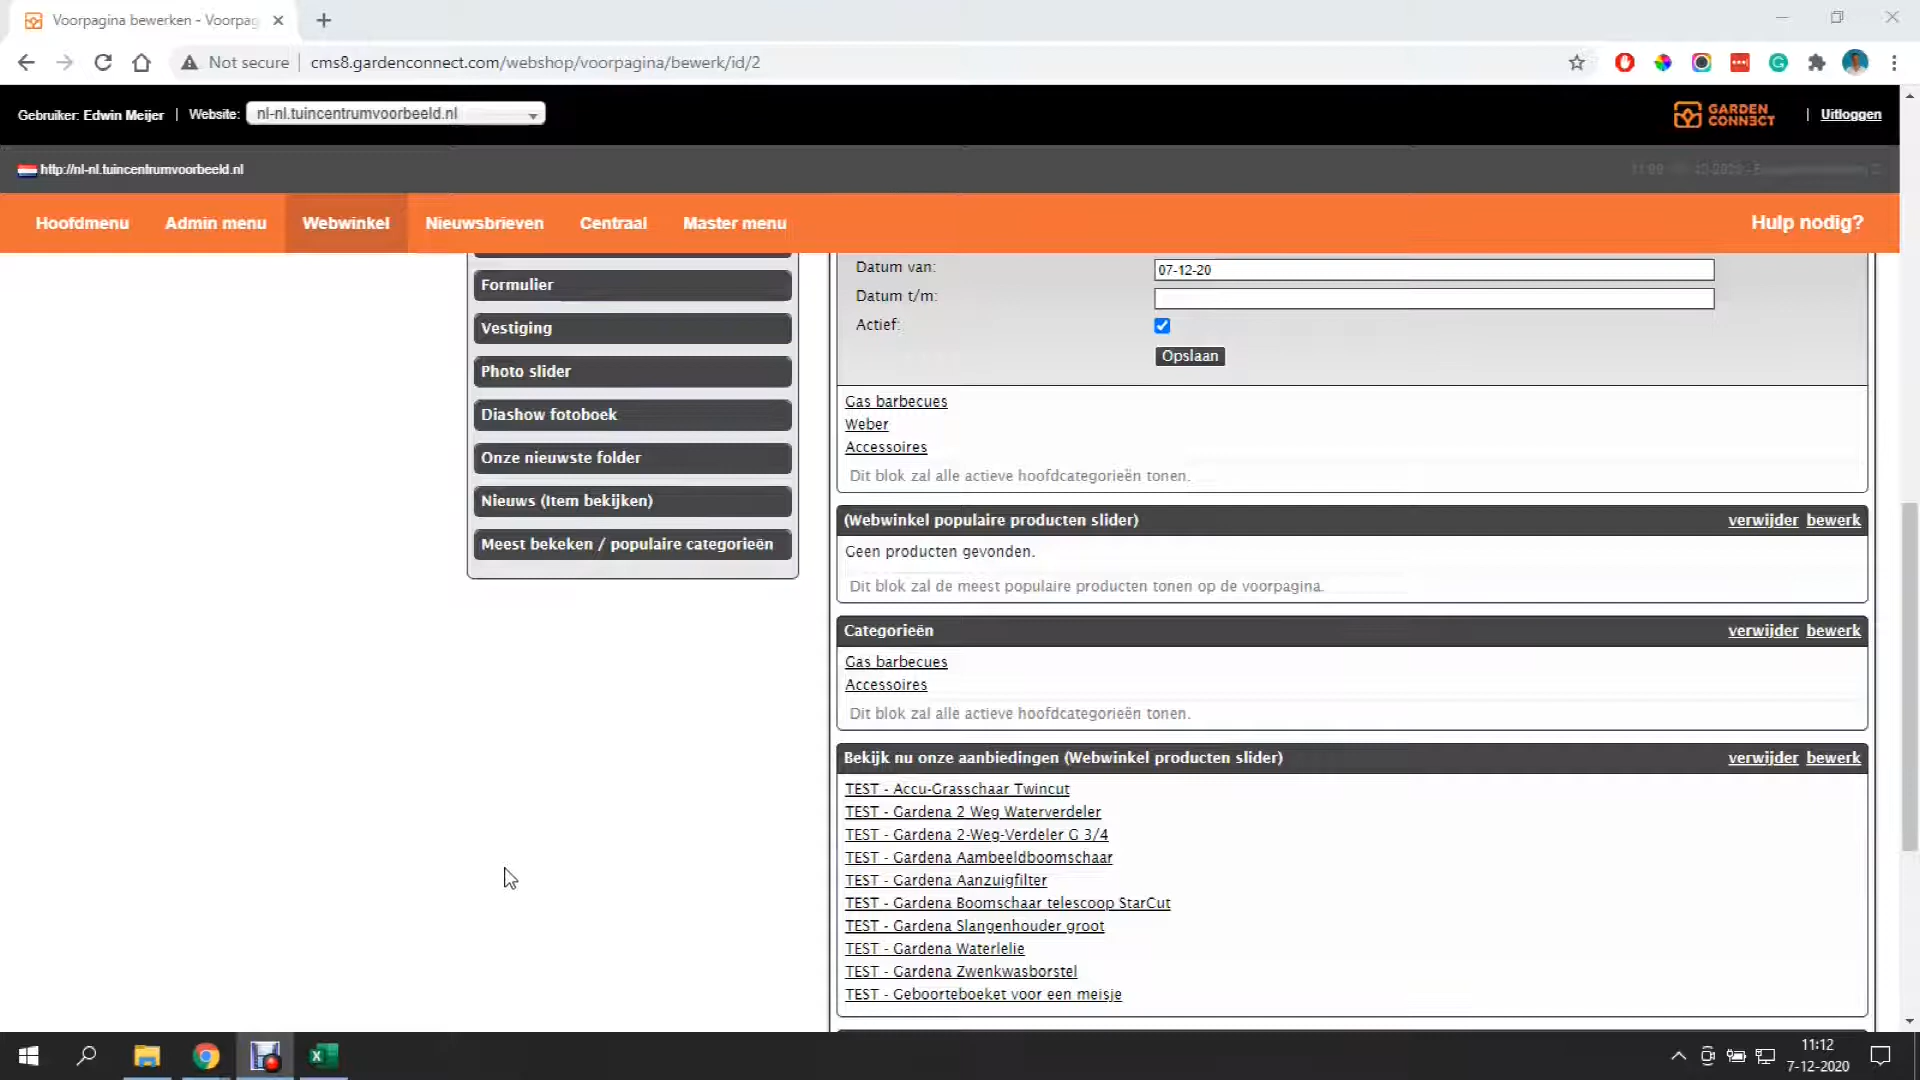 Voorpagina bewerken - Voorpag
Not secure
cms8.gardenconnect.com/webshop/voorpagina/bewerk/id/2
Gebruiker: Edwin Meijer | Website: nl-nl.tuincentrumvoorbeeld.nl
GARDEN CONNECT
| Uitloggen
http://nl-nl.tuincentrumvoorbeeld.nl
Hoofdmenu Admin menu Webwinkel Nieuwsbrieven Centraal Master menu Hulp nodig?
Formulier
Vestiging
Photo slider
Diashow fotoboek
Onze nieuwste folder
Nieuws (Item bekijken)
Meest bekeken / populaire categorieën
Datum van: 07-12-20
Datum t/m:
Actief:
Opslaan
Gas barbecues
Weber
Accessoires
Dit blok zal alle actieve hoofdcategorieën tonen.
(Webwinkel populaire producten slider) verwijder bewerk
Geen producten gevonden.
Dit blok zal de meest populaire producten tonen op de voorpagina.
Categorieën verwijder bewerk
Gas barbecues
Accessoires
Dit blok zal alle actieve hoofdcategorieën tonen.
Bekijk nu onze aanbiedingen (Webwinkel producten slider) verwijder bewerk
TEST - Accu-Grasschaar Twincut
TEST - Gardena 2 Weg Waterverdeler
TEST - Gardena 2-Weg-Verdeler G 3/4
TEST - Gardena Aambeeldboomschaar
TEST - Gardena Aanzuigfilter
TEST - Gardena Boomschaar telescoop StarCut
TEST - Gardena Slangenhouder groot
TEST - Gardena Waterlelie
TEST - Gardena Zwenkwasborstel
TEST - Geboorteboeket voor een meisje
11:12
7-12-2020